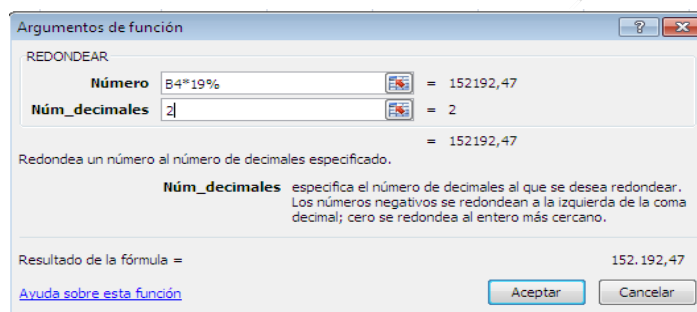 Argumentos de función
REDONDEAR
Número B4*19% = 152192,47
Núm_decimales 2 = 2
= 152192,47
Redondea un número al número de decimales especificado.
Núm_decimales especifica el número de decimales al que se desea redondear.
Los números negativos se redondean a la izquierda de la coma
decimal; cero se redondea al entero más cercano.
Resultado de la fórmula = 152.192,47
Ayuda sobre esta función Aceptar Cancelar